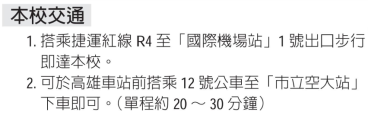 本校交通
1. 搭乘捷運紅線 R4 至「國際機場站」1 號出口步行
即達本校。
2. 可於高雄車站前搭乘 12 號公車至「市立空大站」
下車即可。（單程約 20 ～ 30 分鐘）